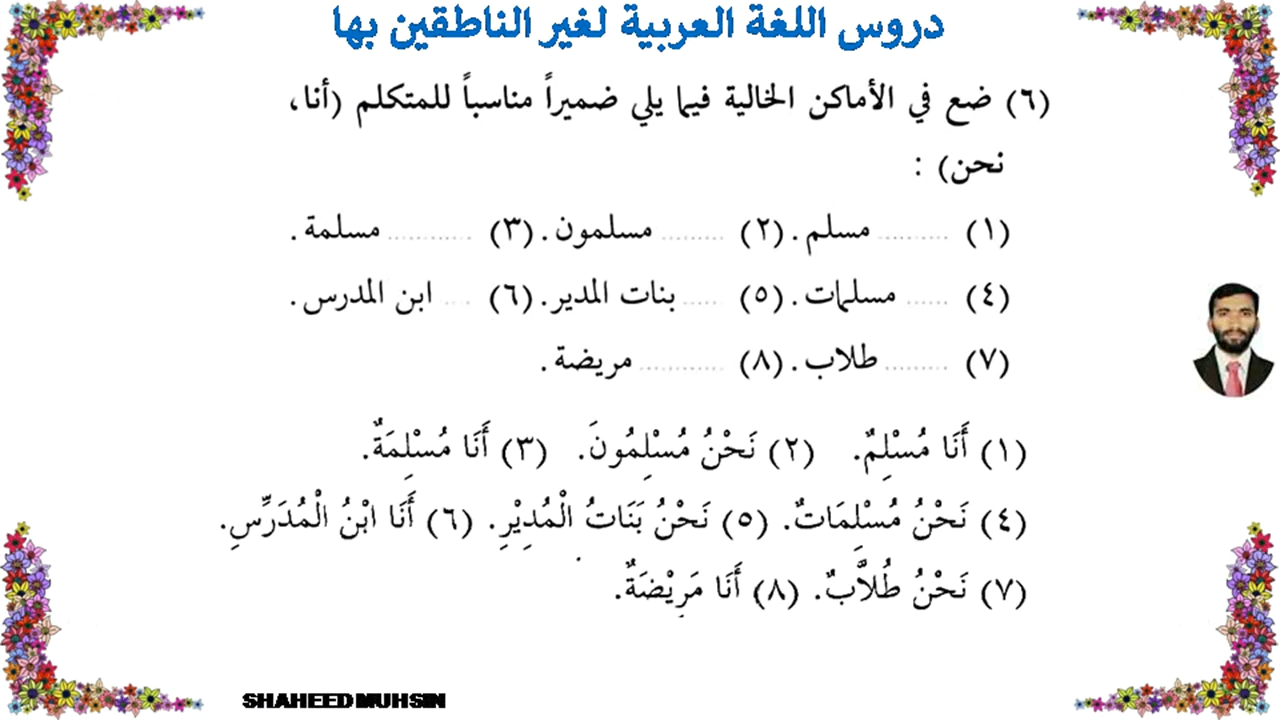 دروس اللغة العربية لغير الناطقين بها
(٦) ضع في الأماكن الخالية فيما يلي ضميراً مناسباً للمتكلم (أنا،
نحن) :
(١) .......... مسلم . (٢) ......... مسلمون . (٣) ............ مسلمة .
(٤) ...... مسلمات . (٥) ..... بنات المدير . (٦) .... ابن المدرس .
(٧) ......... طلاب . (٨) ............ مريضة .
(١) أَنَا مُسْلِمٌ. (٢) نَحْنُ مُسْلِمُونَ. (٣) أَنَا مُسْلِمَةٌ.
(٤) نَحْنُ مُسْلِمَاتٌ. (٥) نَحْنُ بَنَاتُ الْمُدِيْرِ. (٦) أَنَا ابْنُ الْمُدَرِّسِ.
(٧) نَحْنُ طُلَّابٌ. (٨) أَنَا مَرِيْضَةٌ.
SHAHEED MUHSIN